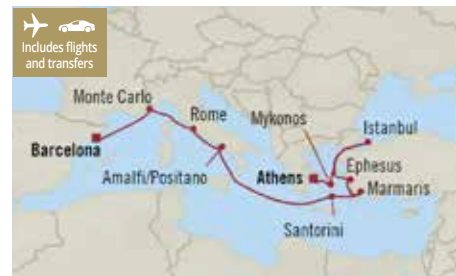 Includes flights
and transfers
Monte Carlo
Rome
Mykonos
Istanbul
Barcelona
Ephesus
Amalfi/Positano
Athens
Marmaris
Santorini